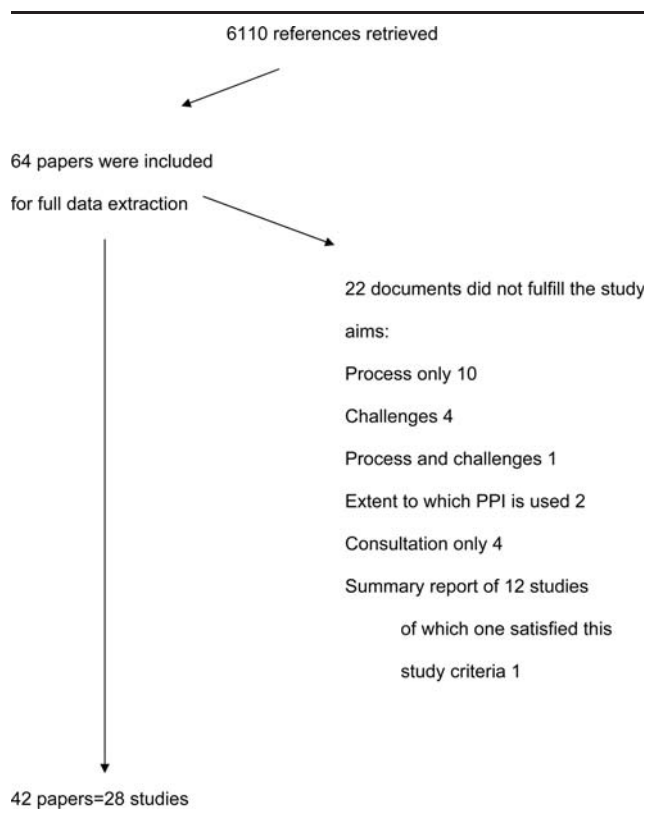 6110 references retrieved
64 papers were included
for full data extraction
22 documents did not fulfill the study
aims:
Process only 10
Challenges 4
Process and challenges 1
Extent to which PPI is used 2
Consultation only 4
Summary report of 12 studies
of which one satisfied this
study criteria 1
42 papers=28 studies